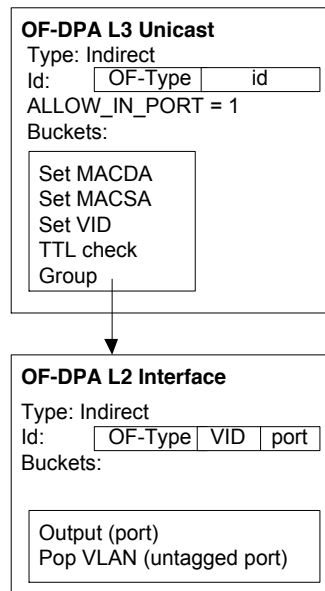 OF-DPA L3 Unicast
Type: Indirect
Id: OF-Type id
ALLOW_IN_PORT = 1
Buckets:
Set MACDA
Set MACSA
Set VID
TTL check
Group
OF-DPA L2 Interface
Type: Indirect
Id: OF-Type VID port
Buckets:
Output (port)
Pop VLAN (untagged port)